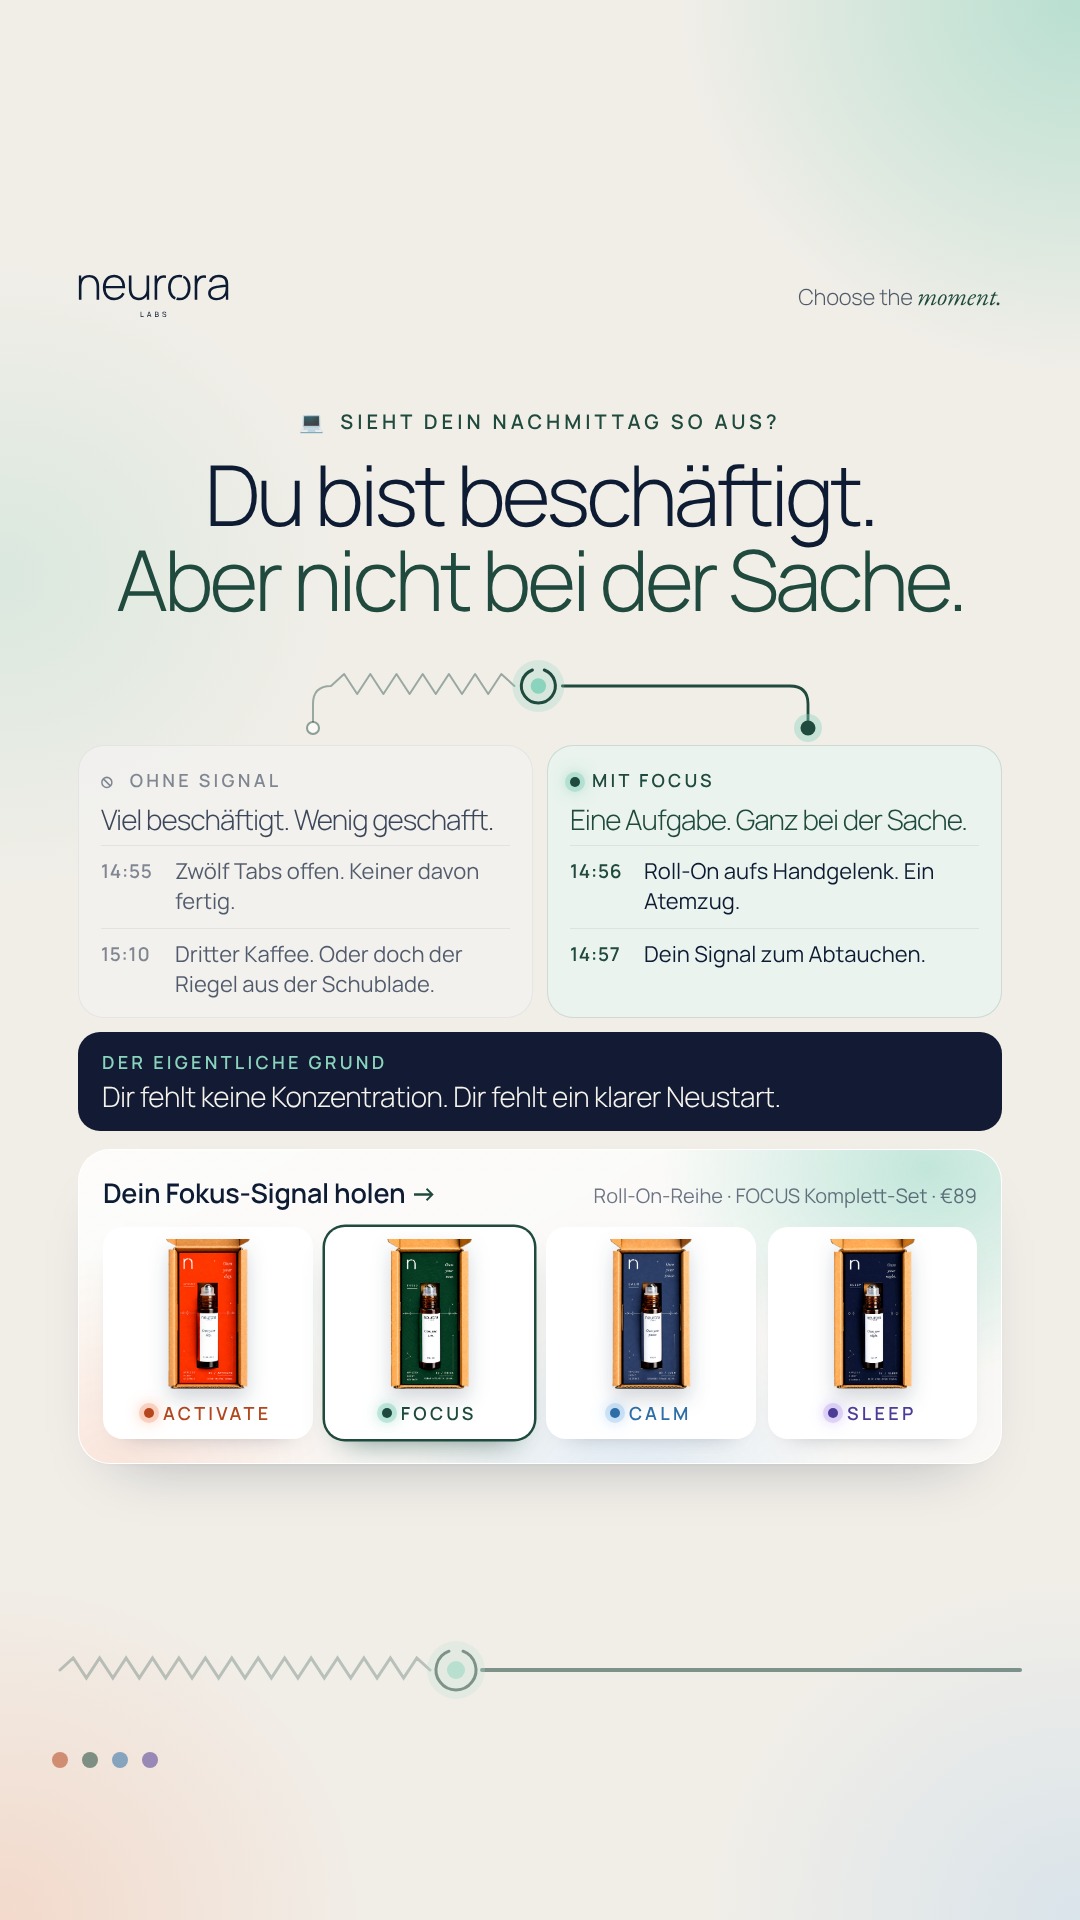 neurora
LABS
Choose the moment.
💻 SIEHT DEIN NACHMITTAG SO AUS?
Du bist beschäftigt.
Aber nicht bei der Sache.
OHNE SIGNAL
Viel beschäftigt. Wenig geschafft.
14:55 Zwölf Tabs offen. Keiner davon
fertig.
15:10 Dritter Kaffee. Oder doch der
Riegel aus der Schublade.
MIT FOCUS
Eine Aufgabe. Ganz bei der Sache.
14:56 Roll-On aufs Handgelenk. Ein
Atemzug.
14:57 Dein Signal zum Abtauchen.
DER EIGENTLICHE GRUND
Dir fehlt keine Konzentration. Dir fehlt ein klarer Neustart.
Dein Fokus-Signal holen →
Roll-On-Reihe · FOCUS Komplett-Set · €89
n
n
n
n
ACTIVATE
FOCUS
CALM
SLEEP